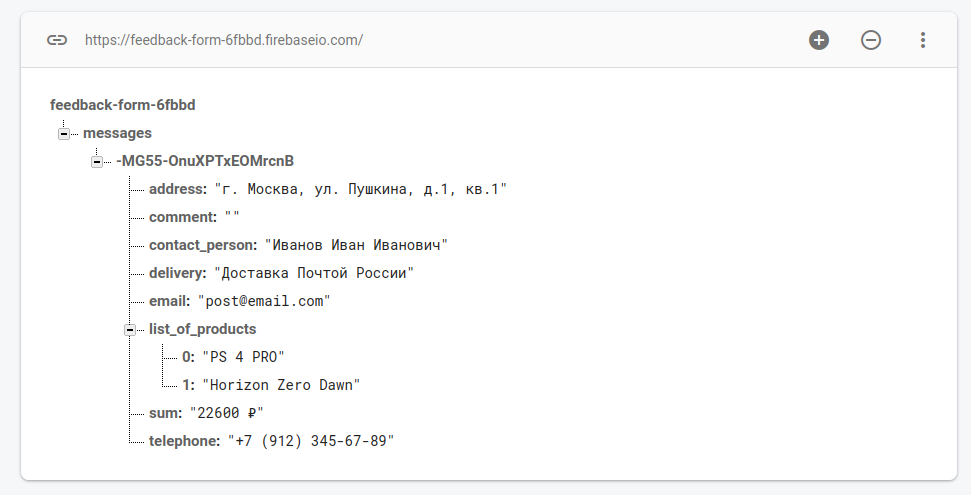 https://feedback-form-6fbbd.firebaseio.com/
feedback-form-6fbbd
messages
-MG55-OnuXPTxEOMrcnB
address: "г. Москва, ул. Пушкина, д.1, кв.1"
comment: ""
contact_person: "Иванов Иван Иванович"
delivery: "Доставка Почтой России"
email: "post@email.com"
list_of_products
0: "PS 4 PRO"
1: "Horizon Zero Dawn"
sum: "22600 ₽"
telephone: "+7 (912) 345-67-89"